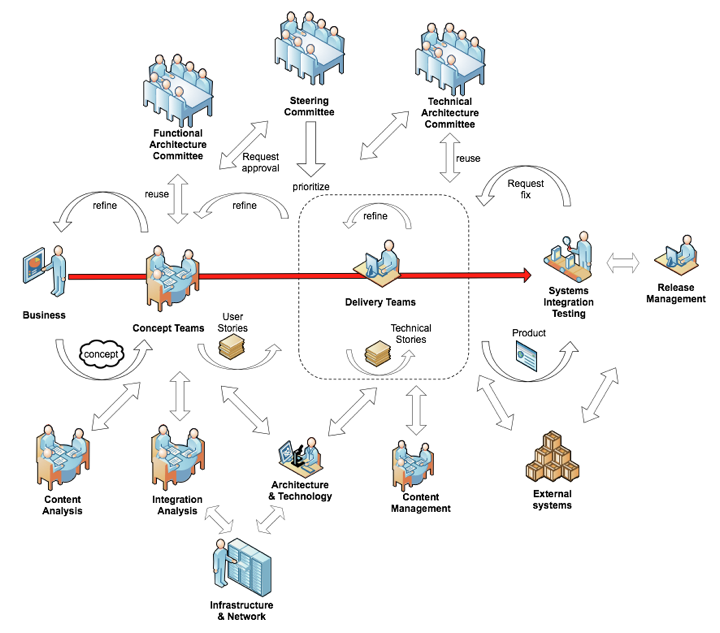 Steering
Committee
Technical
Architecture
Committee
Functional
Architecture
Committee
Request
approval
reuse
prioritize
reuse
Request
fix
refine
refine
refine
Business
Concept Teams
Delivery Teams
Systems
Integration
Testing
Release
Management
concept
User
Stories
Technical
Stories
Product
Content
Analysis
Integration
Analysis
Architecture
& Technology
Content
Management
External
systems
Infrastructure
& Network